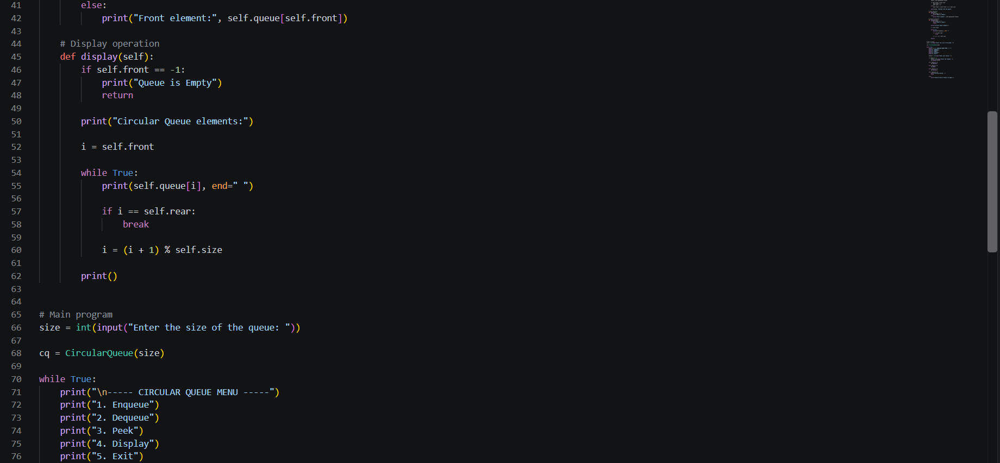 41 else:
42 print("Front element:", self.queue[self.front])
43
44 # Display operation
45 def display(self):
46 if self.front == -1:
47 print("Queue is Empty")
48 return
49
50 print("Circular Queue elements:")
51
52 i = self.front
53
54 while True:
55 print(self.queue[i], end=" ")
56
57 if i == self.rear:
58 break
59
60 i = (i + 1) % self.size
61
62 print()
63
64
65 # Main program
66 size = int(input("Enter the size of the queue: "))
67
68 cq = CircularQueue(size)
69
70 while True:
71 print("\n----- CIRCULAR QUEUE MENU -----")
72 print("1. Enqueue")
73 print("2. Dequeue")
74 print("3. Peek")
75 print("4. Display")
76 print("5. Exit")